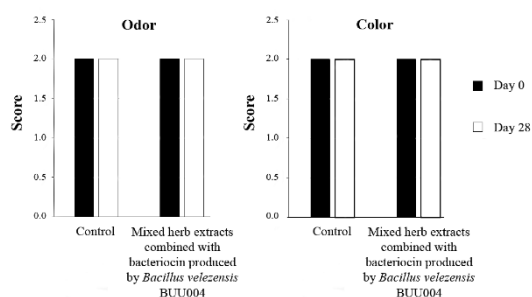 Odor
2.5
2.0
1.5
1.0
0.5
0.0
Score
Control
Mixed herb extracts
combined with
bacteriocin produced
by Bacillus velezensis
BUU004
Color
2.5
2.0
1.5
1.0
0.5
0.0
Score
Control
Mixed herb extracts
combined with
bacteriocin produced
by Bacillus velezensis
BUU004
Day 0
Day 28